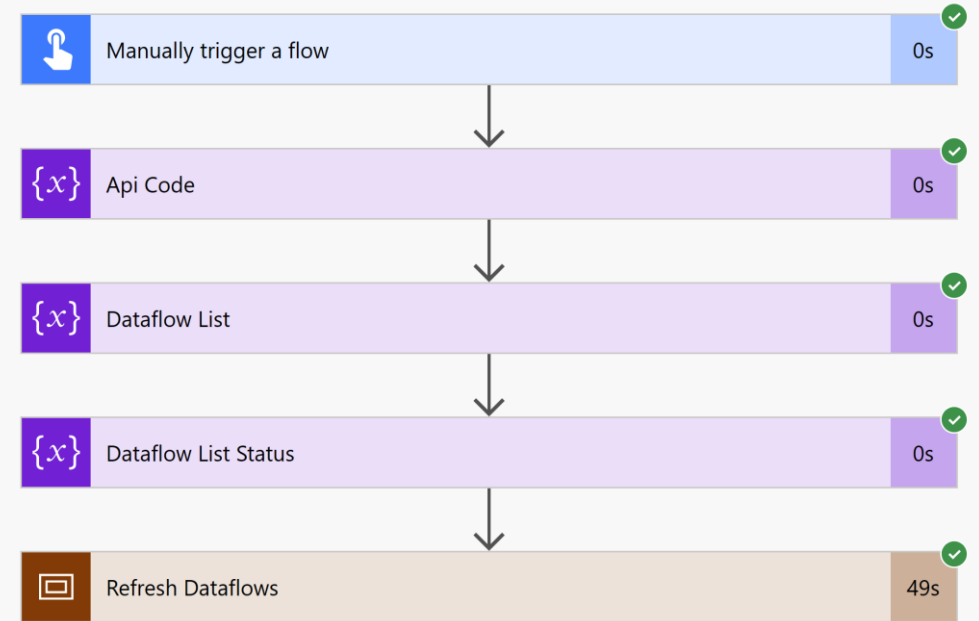 Manually trigger a flow 0s
{x} Api Code 0s
{x} Dataflow List 0s
{x} Dataflow List Status 0s
Refresh Dataflows 49s